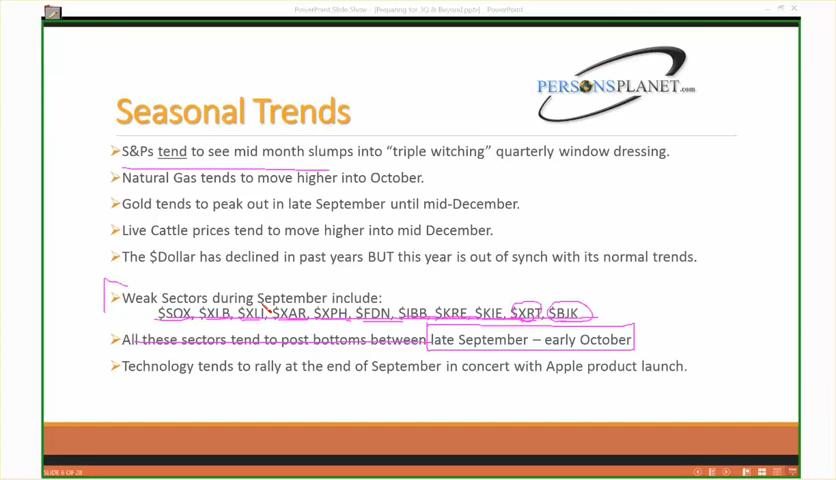 PowerPoint Slide Show - [Preparing for 3Q & Beyond.pptx] - PowerPoint
PERSONSPLANET.com
Seasonal Trends
S&Ps tend to see mid month slumps into “triple witching” quarterly window dressing.
Natural Gas tends to move higher into October.
Gold tends to peak out in late September until mid-December.
Live Cattle prices tend to move higher into mid December.
The $Dollar has declined in past years BUT this year is out of synch with its normal trends.
Weak Sectors during September include:
$SOX, $XLB, $XLI, $XAR, $XPH, $FDN, $IBB, $KRE, $KIE, $XRT, $BJK
All these sectors tend to post bottoms between late September – early October
Technology tends to rally at the end of September in concert with Apple product launch.
SLIDE 6 OF 28